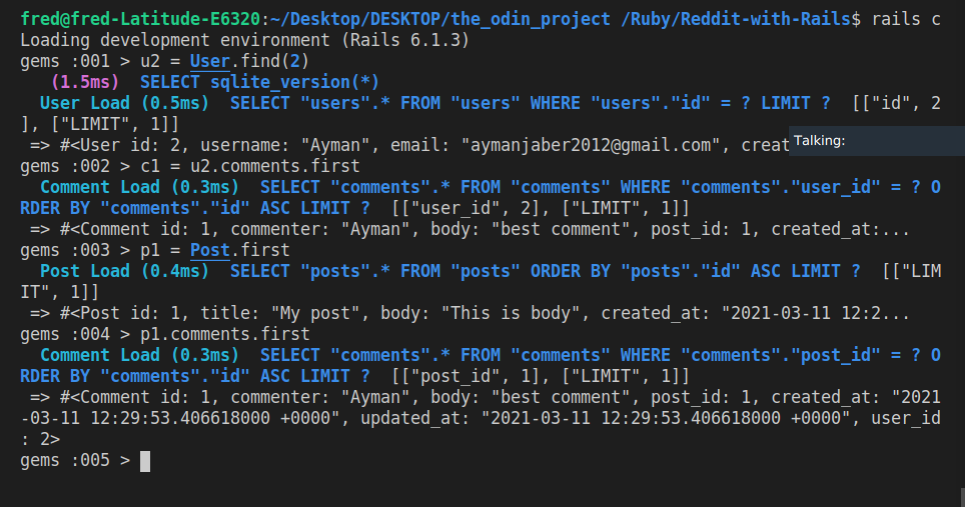 fred@fred-Latitude-E6320:~/Desktop/DESKTOP/the_odin_project /Ruby/Reddit-with-Rails$ rails c
Loading development environment (Rails 6.1.3)
gems :001 > u2 = User.find(2)
   (1.5ms)  SELECT sqlite_version(*)
  User Load (0.5ms)  SELECT "users".* FROM "users" WHERE "users"."id" = ? LIMIT ?  [["id", 2
], ["LIMIT", 1]]
 => #<User id: 2, username: "Ayman", email: "aymanjaber2012@gmail.com", creat
Talking:
gems :002 > c1 = u2.comments.first
  Comment Load (0.3ms)  SELECT "comments".* FROM "comments" WHERE "comments"."user_id" = ? O
RDER BY "comments"."id" ASC LIMIT ?  [["user_id", 2], ["LIMIT", 1]]
 => #<Comment id: 1, commenter: "Ayman", body: "best comment", post_id: 1, created_at:...
gems :003 > p1 = Post.first
  Post Load (0.4ms)  SELECT "posts".* FROM "posts" ORDER BY "posts"."id" ASC LIMIT ?  [["LIM
IT", 1]]
 => #<Post id: 1, title: "My post", body: "This is body", created_at: "2021-03-11 12:2...
gems :004 > p1.comments.first
  Comment Load (0.3ms)  SELECT "comments".* FROM "comments" WHERE "comments"."post_id" = ? O
RDER BY "comments"."id" ASC LIMIT ?  [["post_id", 1], ["LIMIT", 1]]
 => #<Comment id: 1, commenter: "Ayman", body: "best comment", post_id: 1, created_at: "2021
-03-11 12:29:53.406618000 +0000", updated_at: "2021-03-11 12:29:53.406618000 +0000", user_id
: 2>
gems :005 >